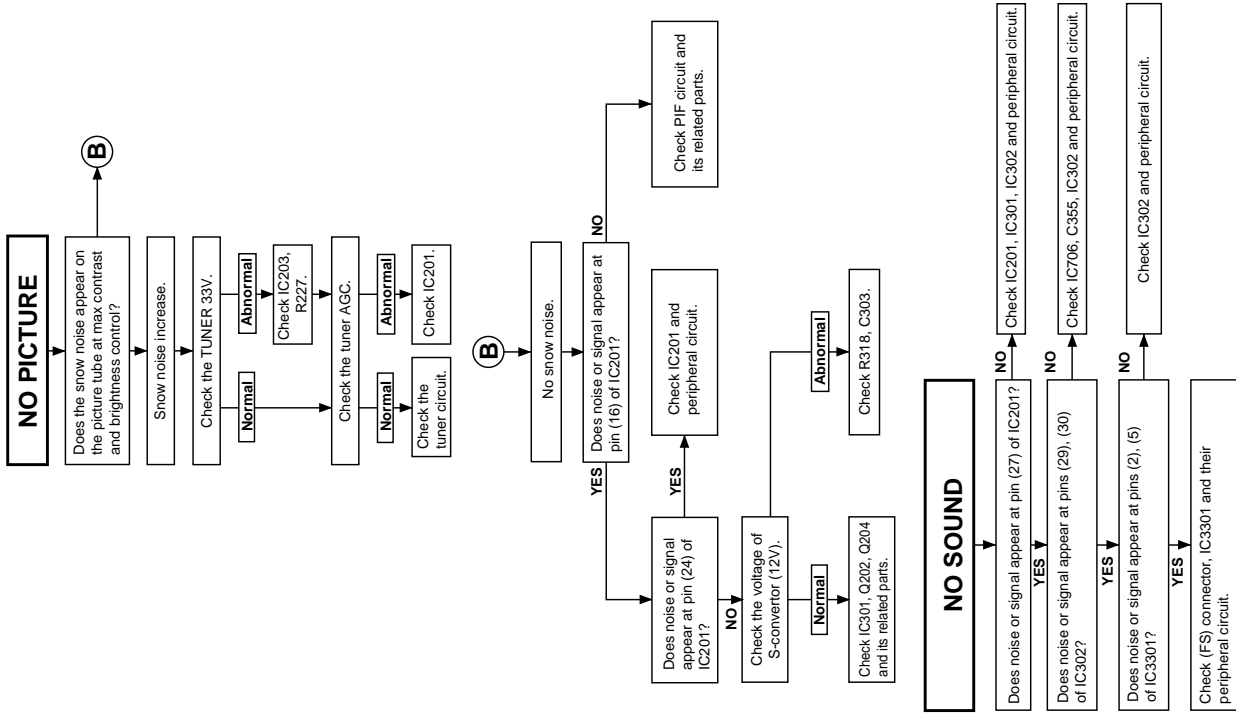 NO PICTURE
Does the snow noise appear on
the picture tube at max contrast
and brightness control?
B
Snow noise increase.
Check the TUNER 33V.
Normal
Abnormal
Check IC203,
R227.
Check the tuner AGC.
Normal
Abnormal
Check the
tuner circuit.
Check IC201.
B
No snow noise.
Does noise or signal appear at
pin (16) of IC201?
YES
NO
Check PIF circuit and
its related parts.
Does noise or signal
appear at pin (24) of
IC201?
YES
Check IC201 and
peripheral circuit.
NO
Check the voltage of
S-convertor (12V).
Normal
Abnormal
Check IC301, Q202, Q204
and its related parts.
Check R318, C303.
NO SOUND
Does noise or signal appear at pin (27) of IC201?
NO
Check IC201, IC301, IC302 and peripheral circuit.
YES
Does noise or signal appear at pins (29), (30)
of IC302?
NO
Check IC706, C355, IC302 and peripheral circuit.
YES
Does noise or signal appear at pins (2), (5)
of IC3301?
NO
Check IC302 and peripheral circuit.
YES
Check (FS) connector, IC3301 and their
peripheral circuit.